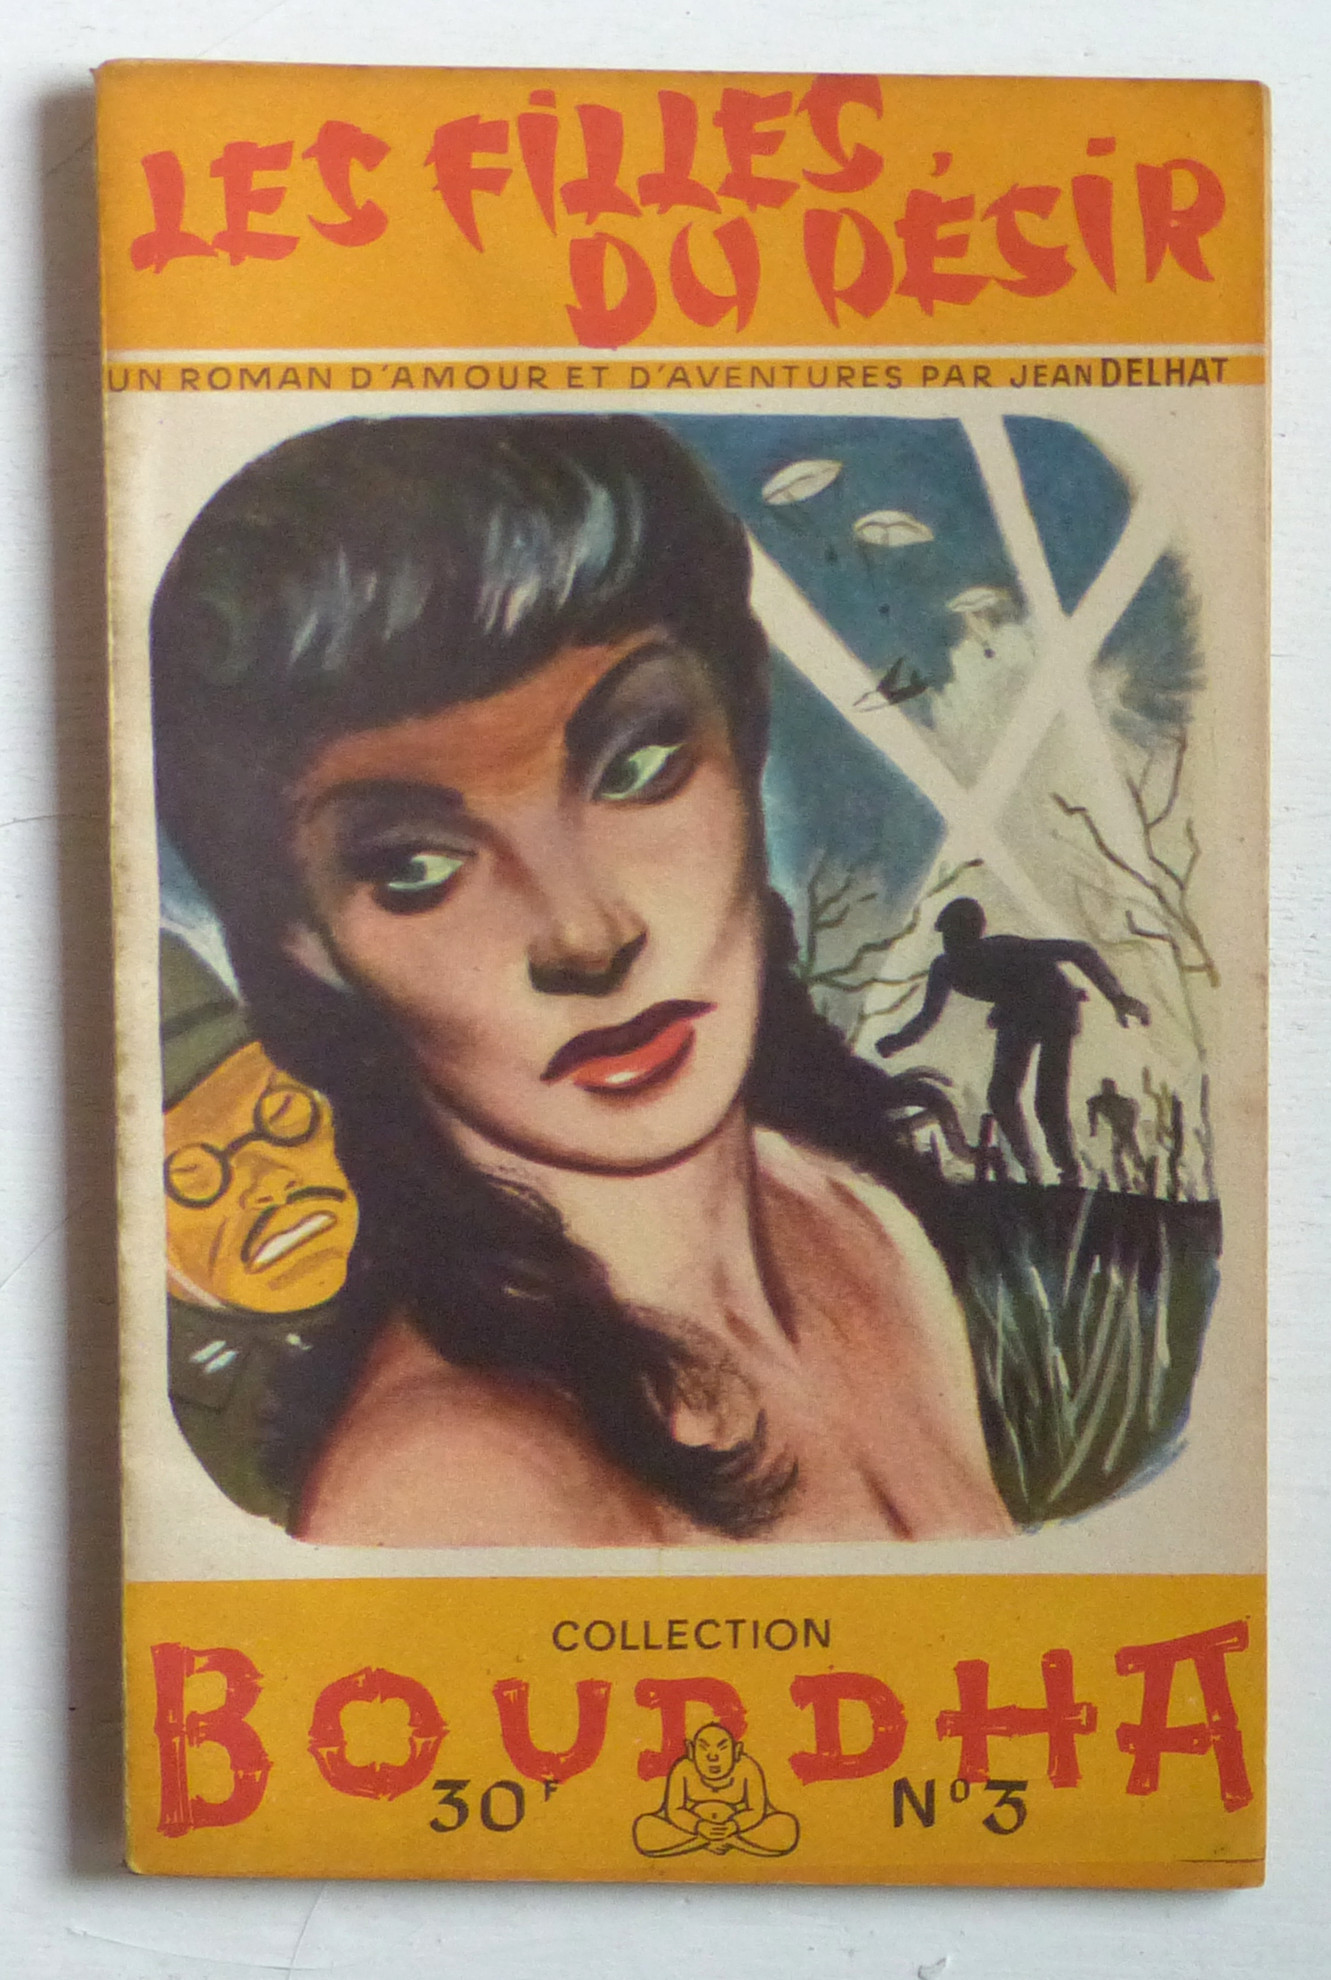 LES FILLES
DU DÉSIR
UN ROMAN D'AMOUR ET D'AVENTURES PAR JEAN DELHAT
COLLECTION
BOUDDHA
30F N° 3